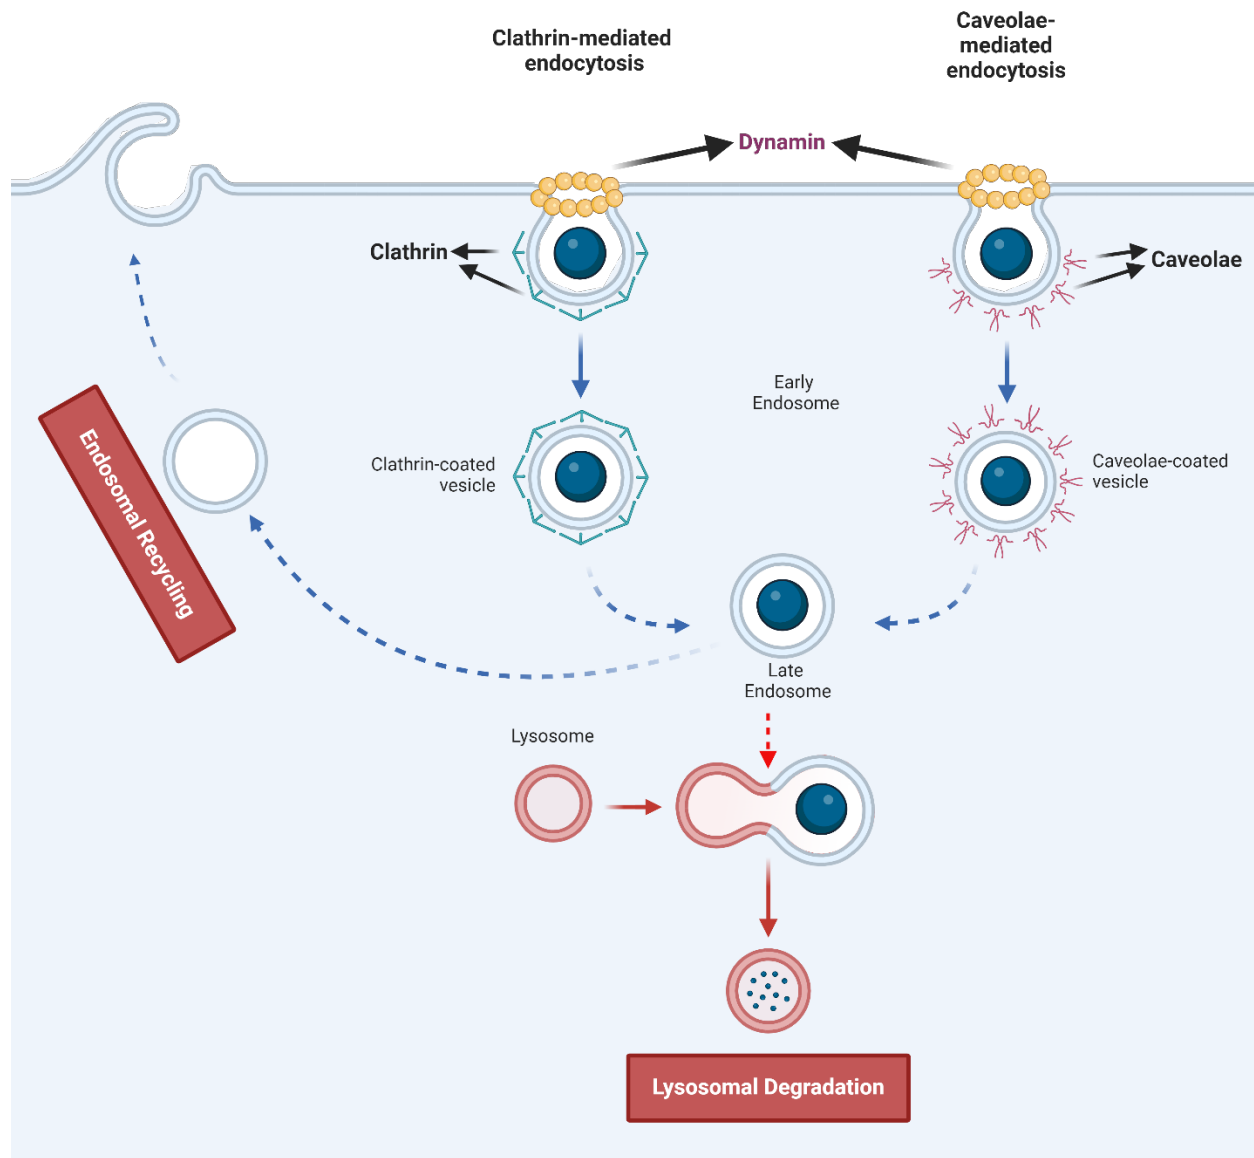 Clathrin-mediated
endocytosis
Caveolae-
mediated
endocytosis
Dynamin
Clathrin
Caveolae
Early
Endosome
Clathrin-coated
vesicle
Caveolae-coated
vesicle
Endosomal Recycling
Late
Endosome
Lysosome
Lysosomal Degradation